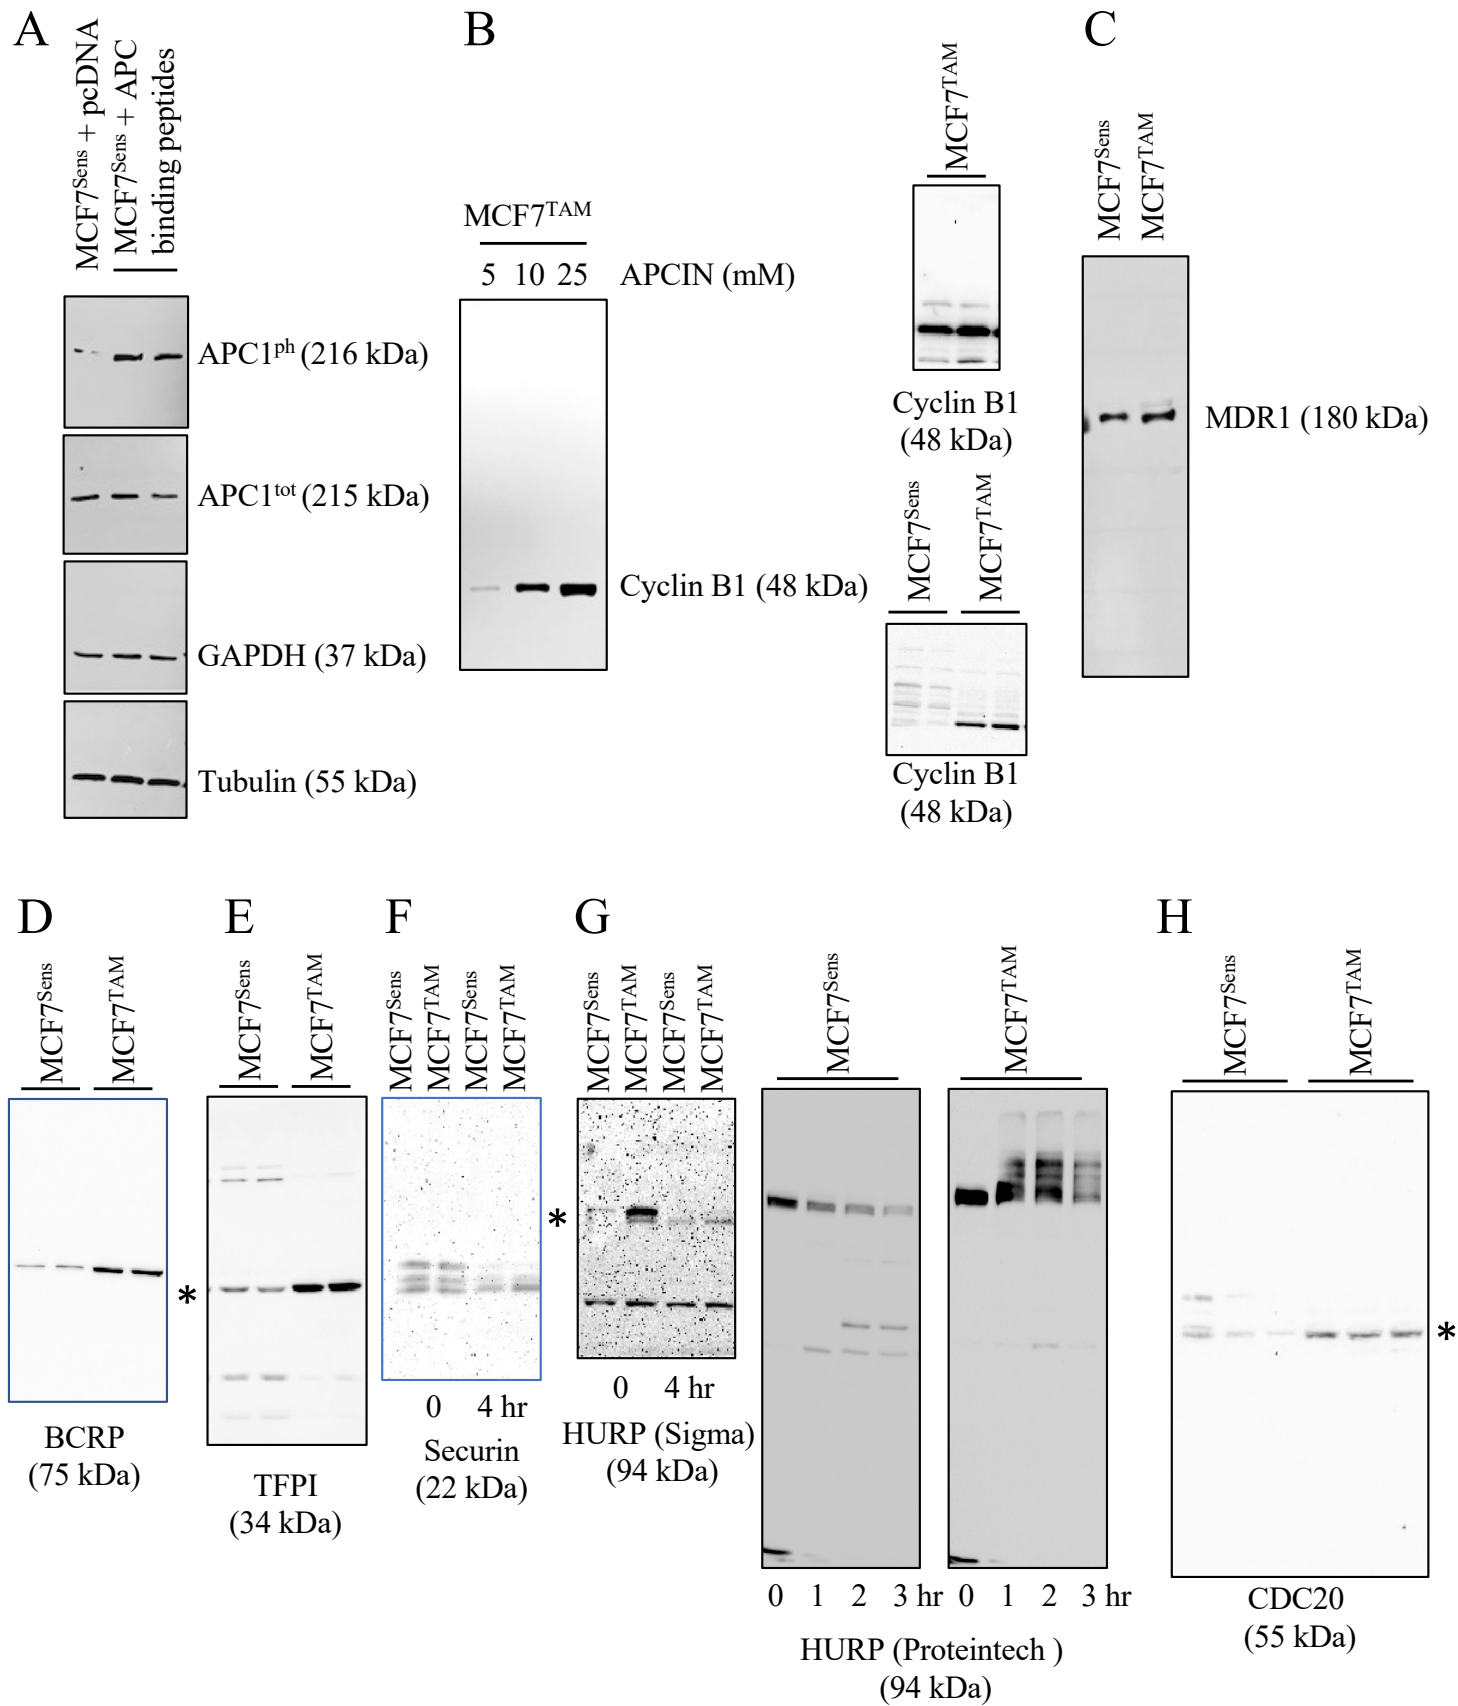 A
MCF7Sens + pcDNA
MCF7Sens + APC
binding peptides
APC1ph (216 kDa)
APC1tot (215 kDa)
GAPDH (37 kDa)
Tubulin (55 kDa)
B
MCF7TAM
5 10 25 APCIN (mM)
Cyclin B1 (48 kDa)
MCF7TAM
Cyclin B1
(48 kDa)
MCF7Sens
MCF7TAM
Cyclin B1
(48 kDa)
C
MCF7Sens
MCF7TAM
MDR1 (180 kDa)
D
MCF7Sens
MCF7TAM
BCRP
(75 kDa)
E
MCF7Sens
MCF7TAM
*
TFPI
(34 kDa)
F
MCF7Sens
MCF7TAM
MCF7Sens
MCF7TAM
0 4 hr
Securin
(22 kDa)
G
MCF7Sens
MCF7TAM
MCF7Sens
MCF7TAM
*
0 4 hr
HURP (Sigma)
(94 kDa)
MCF7Sens
MCF7TAM
0 1 2 3 hr 0 1 2 3 hr
HURP (Proteintech )
(94 kDa)
H
MCF7Sens
MCF7TAM
*
CDC20
(55 kDa)